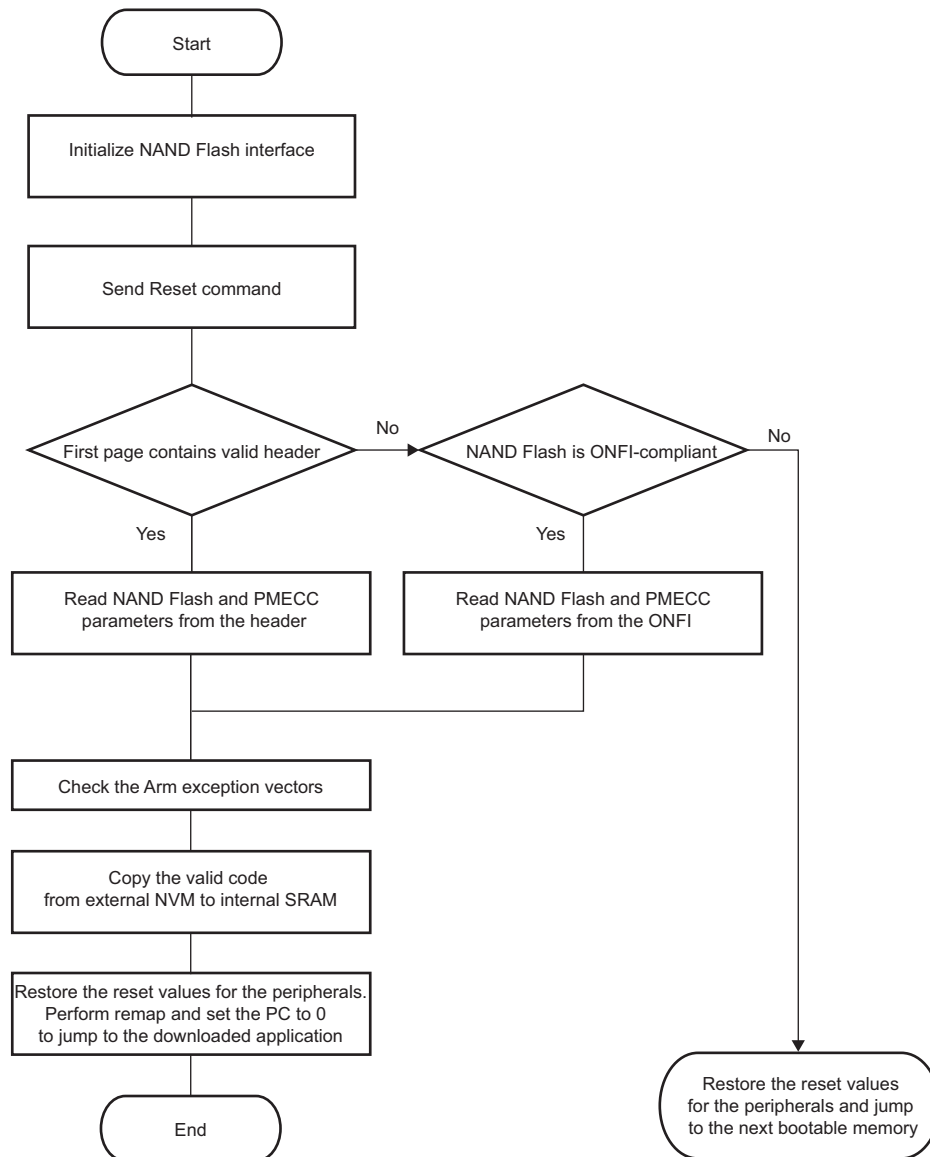 Start
Initialize NAND Flash interface
Send Reset command
First page contains valid header
No
NAND Flash is ONFI-compliant
No
Yes
Yes
Read NAND Flash and PMECC
parameters from the header
Read NAND Flash and PMECC
parameters from the ONFI
Check the Arm exception vectors
Copy the valid code
from external NVM to internal SRAM
Restore the reset values for the peripherals.
Perform remap and set the PC to 0
to jump to the downloaded application
End
Restore the reset values
for the peripherals and jump
to the next bootable memory